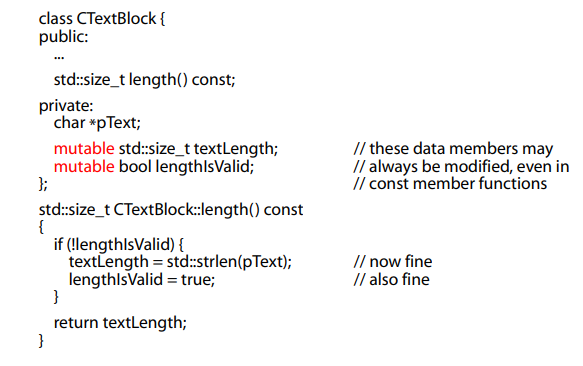 class CTextBlock {
public:
...
std::size_t length() const;
private:
char *pText;
mutable std::size_t textLength; // these data members may
mutable bool lengthIsValid; // always be modified, even in
}; // const member functions
std::size_t CTextBlock::length() const
{
if (!lengthIsValid) {
textLength = std::strlen(pText); // now fine
lengthIsValid = true; // also fine
}
return textLength;
}